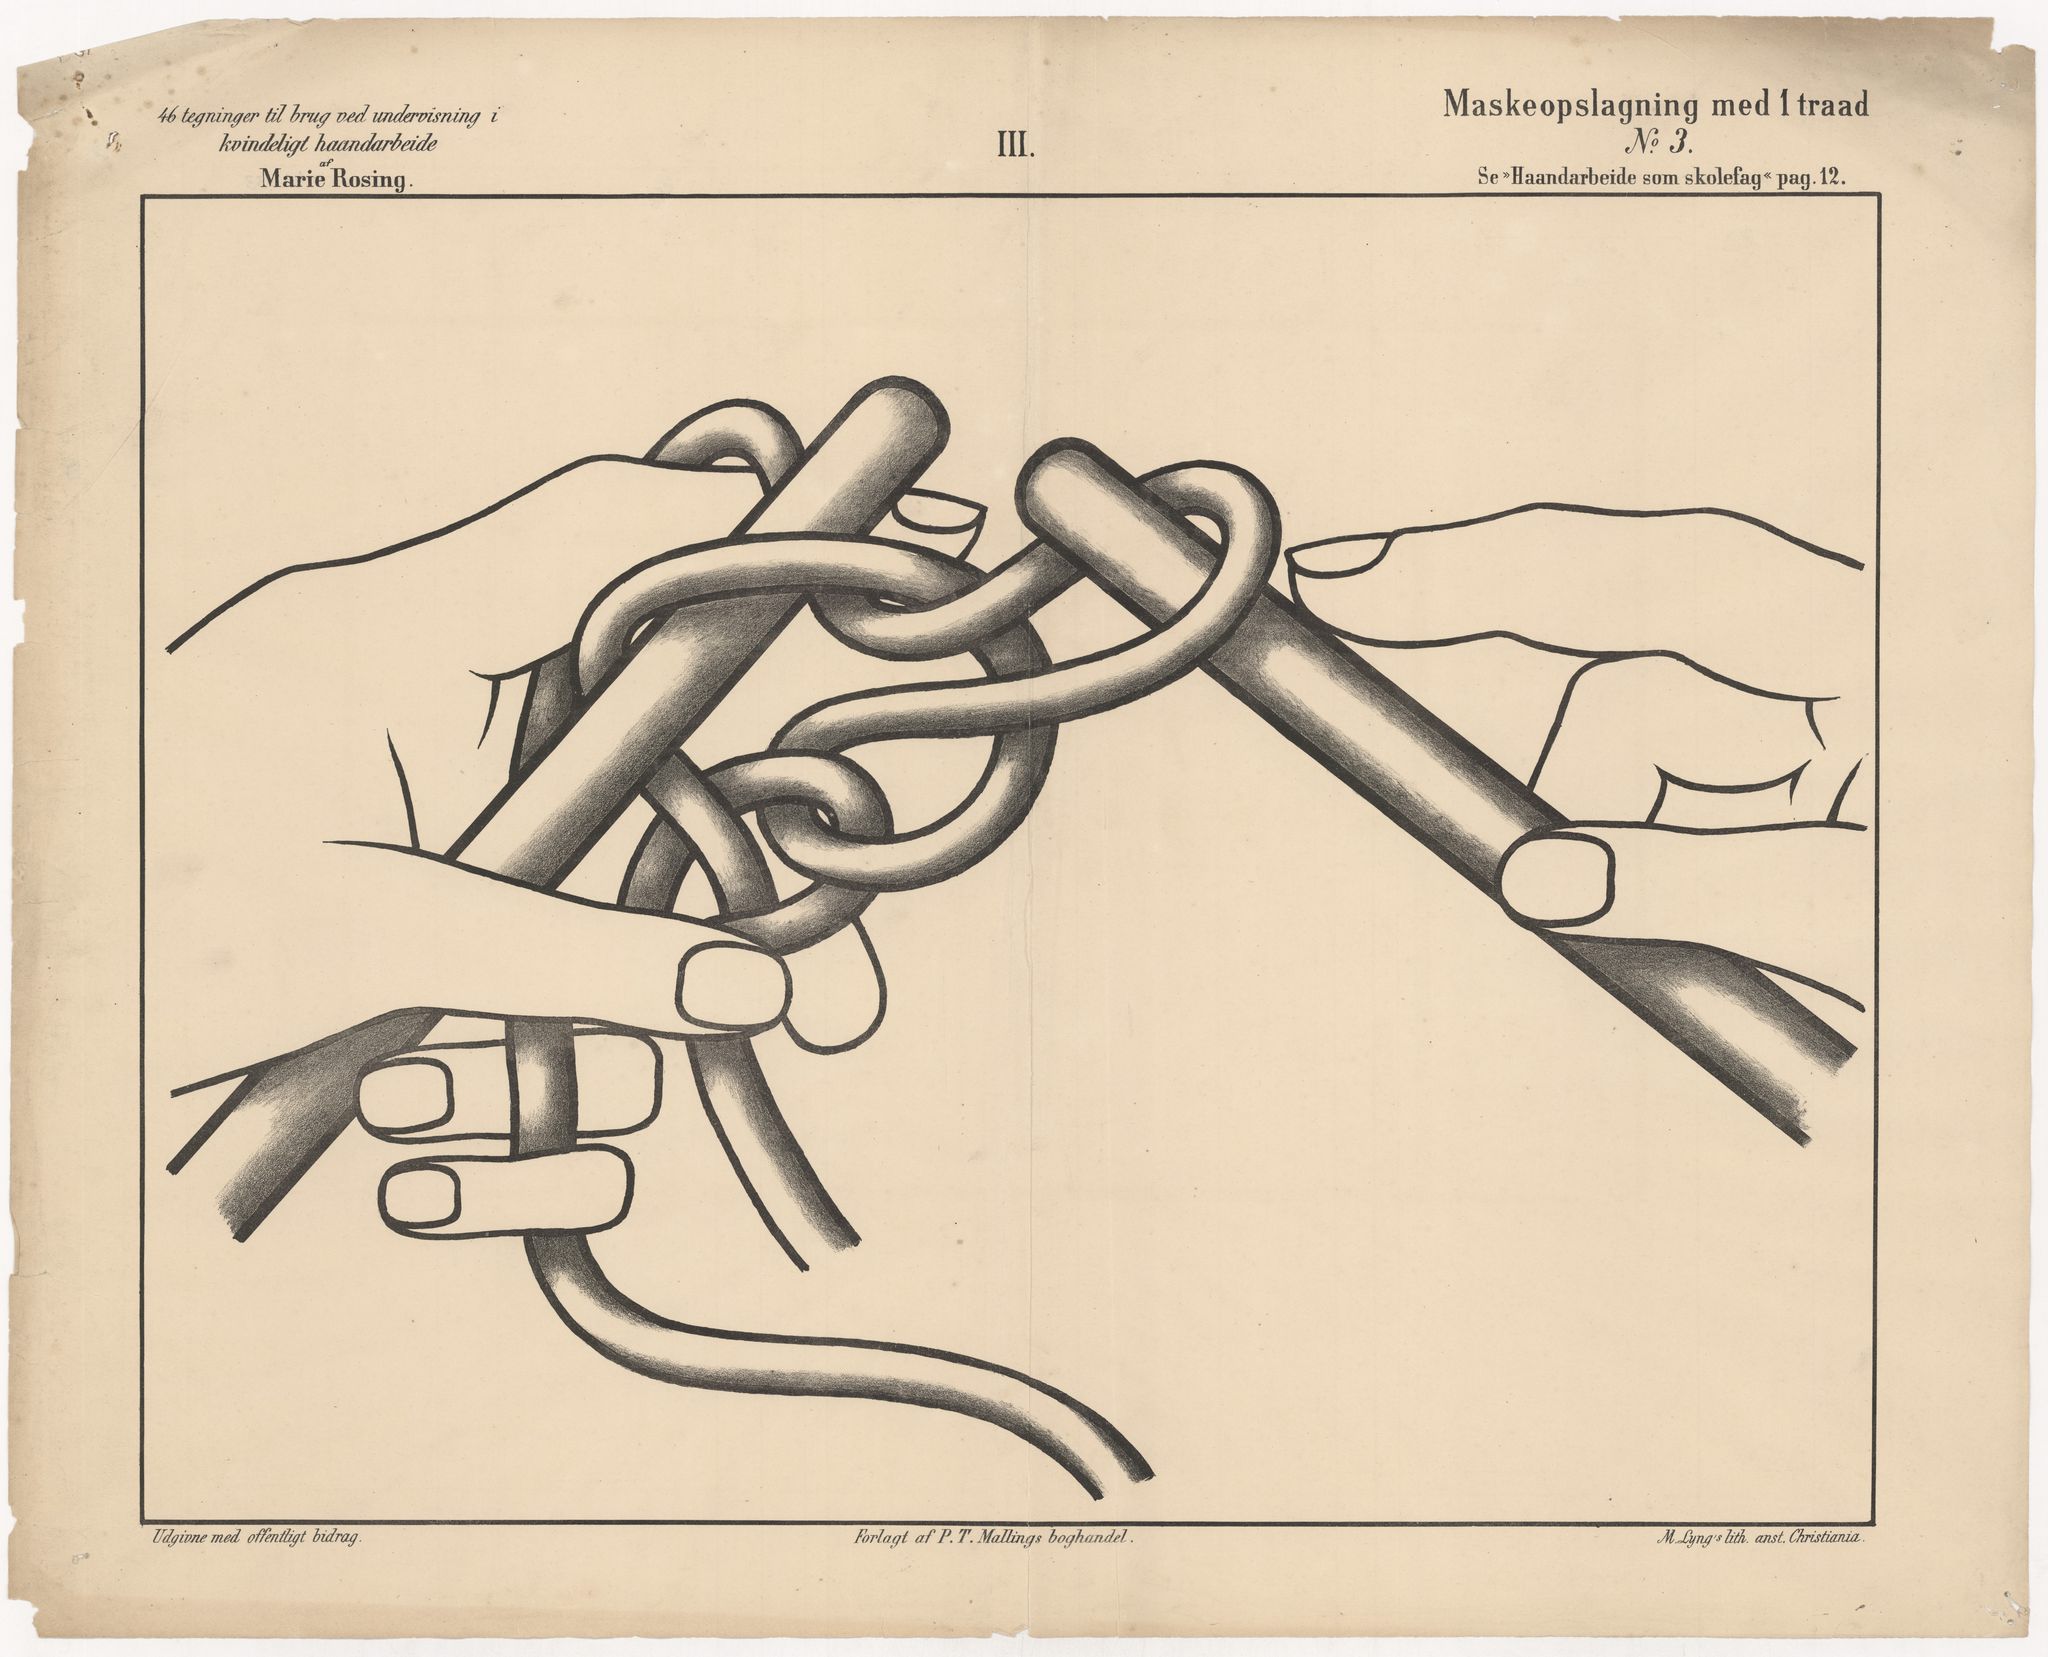 46 tegninger til brug ved undervisning i
kvindeligt haandarbeide
af
Marie Rosing.
III.
Maskeopslagning med 1 traad
No. 3.
Se »Haandarbeide som skolefag« pag. 12.
Udgivne med offentligt bidrag.
Forlagt af P. T. Mallings boghandel.
M. Lyng's lith. anst. Christiania.